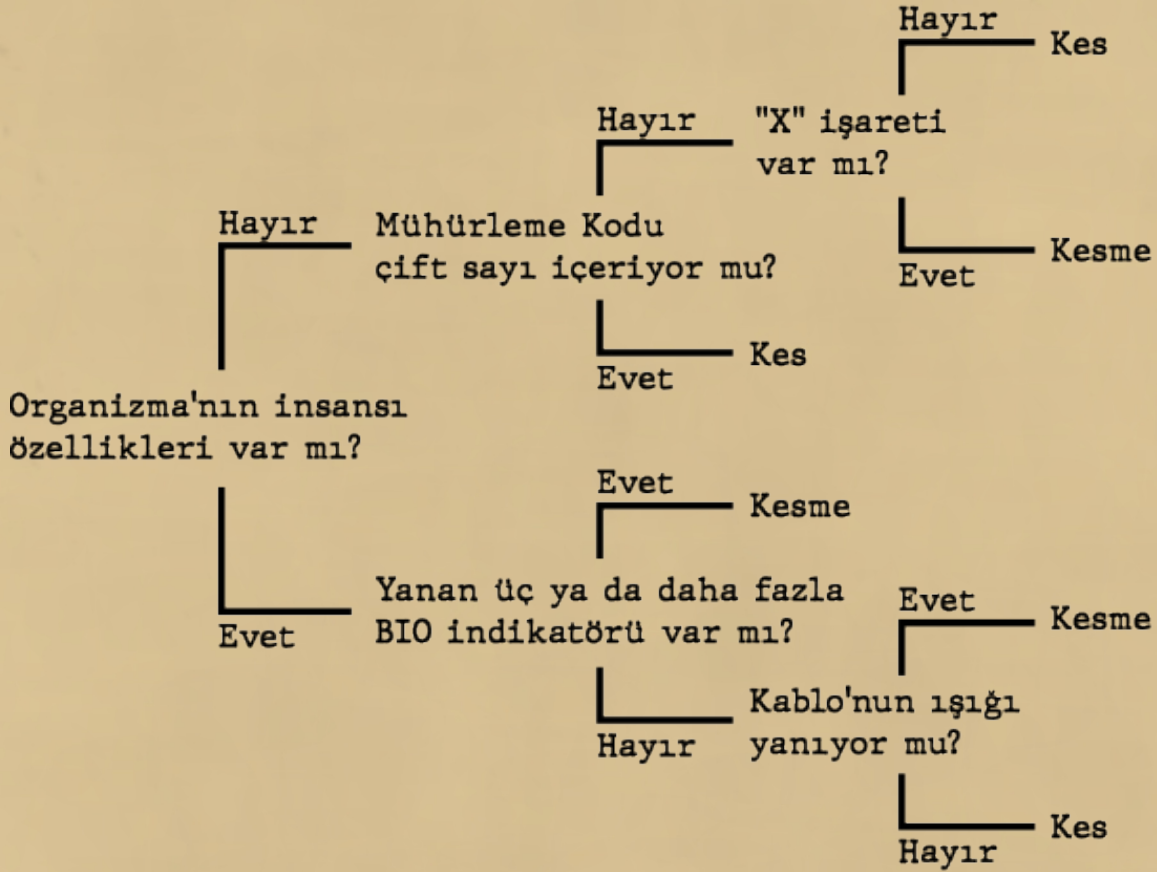 Hayır
Kes
Hayır
"X" işareti
var mı?
Hayır
Mühürleme Kodu
çift sayı içeriyor mu?
Kesme
Evet
Kes
Evet
Organizma'nın insansı
özellikleri var mı?
Evet
Kesme
Yanan üç ya da daha fazla
BIO indikatörü var mı?
Evet
Evet
Kesme
Kablo'nun ışığı
yanıyor mu?
Hayır
Kes
Hayır